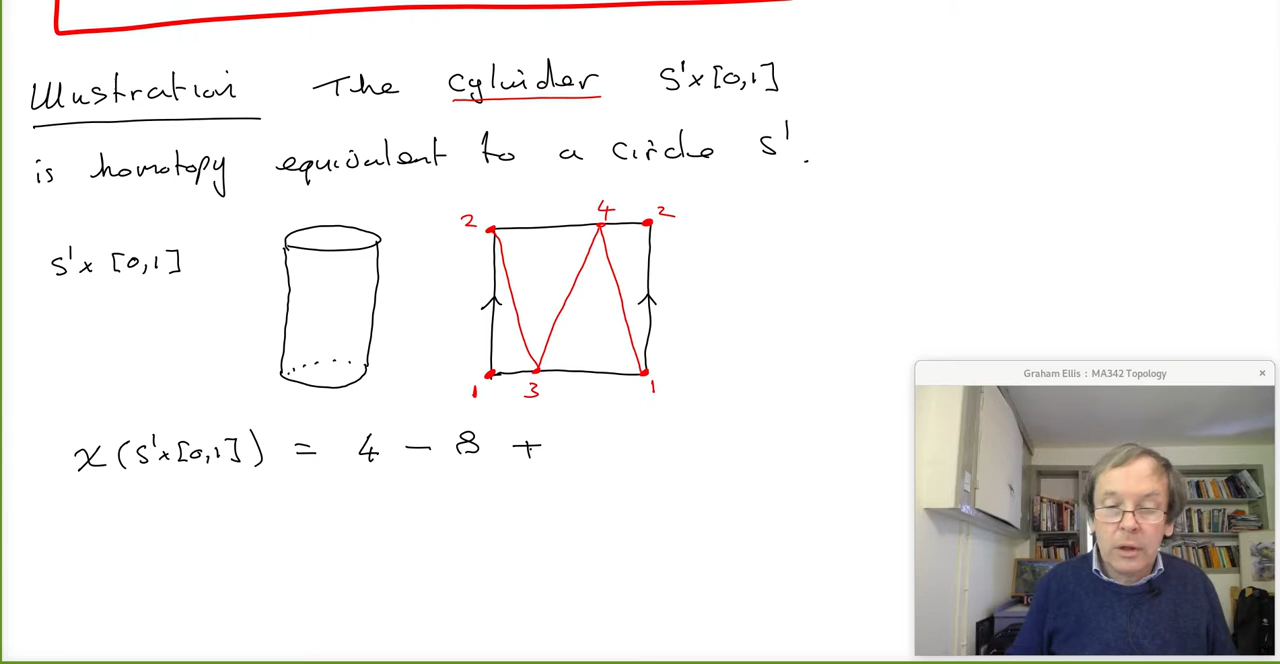 Illustration The cylinder S¹×[0,1]
is homotopy equivalent to a circle S¹.
S¹× [0,1]
2 4 2
1 3 1
χ(S¹×[0,1]) = 4 - 8 +
Graham Ellis : MA342 Topology ×